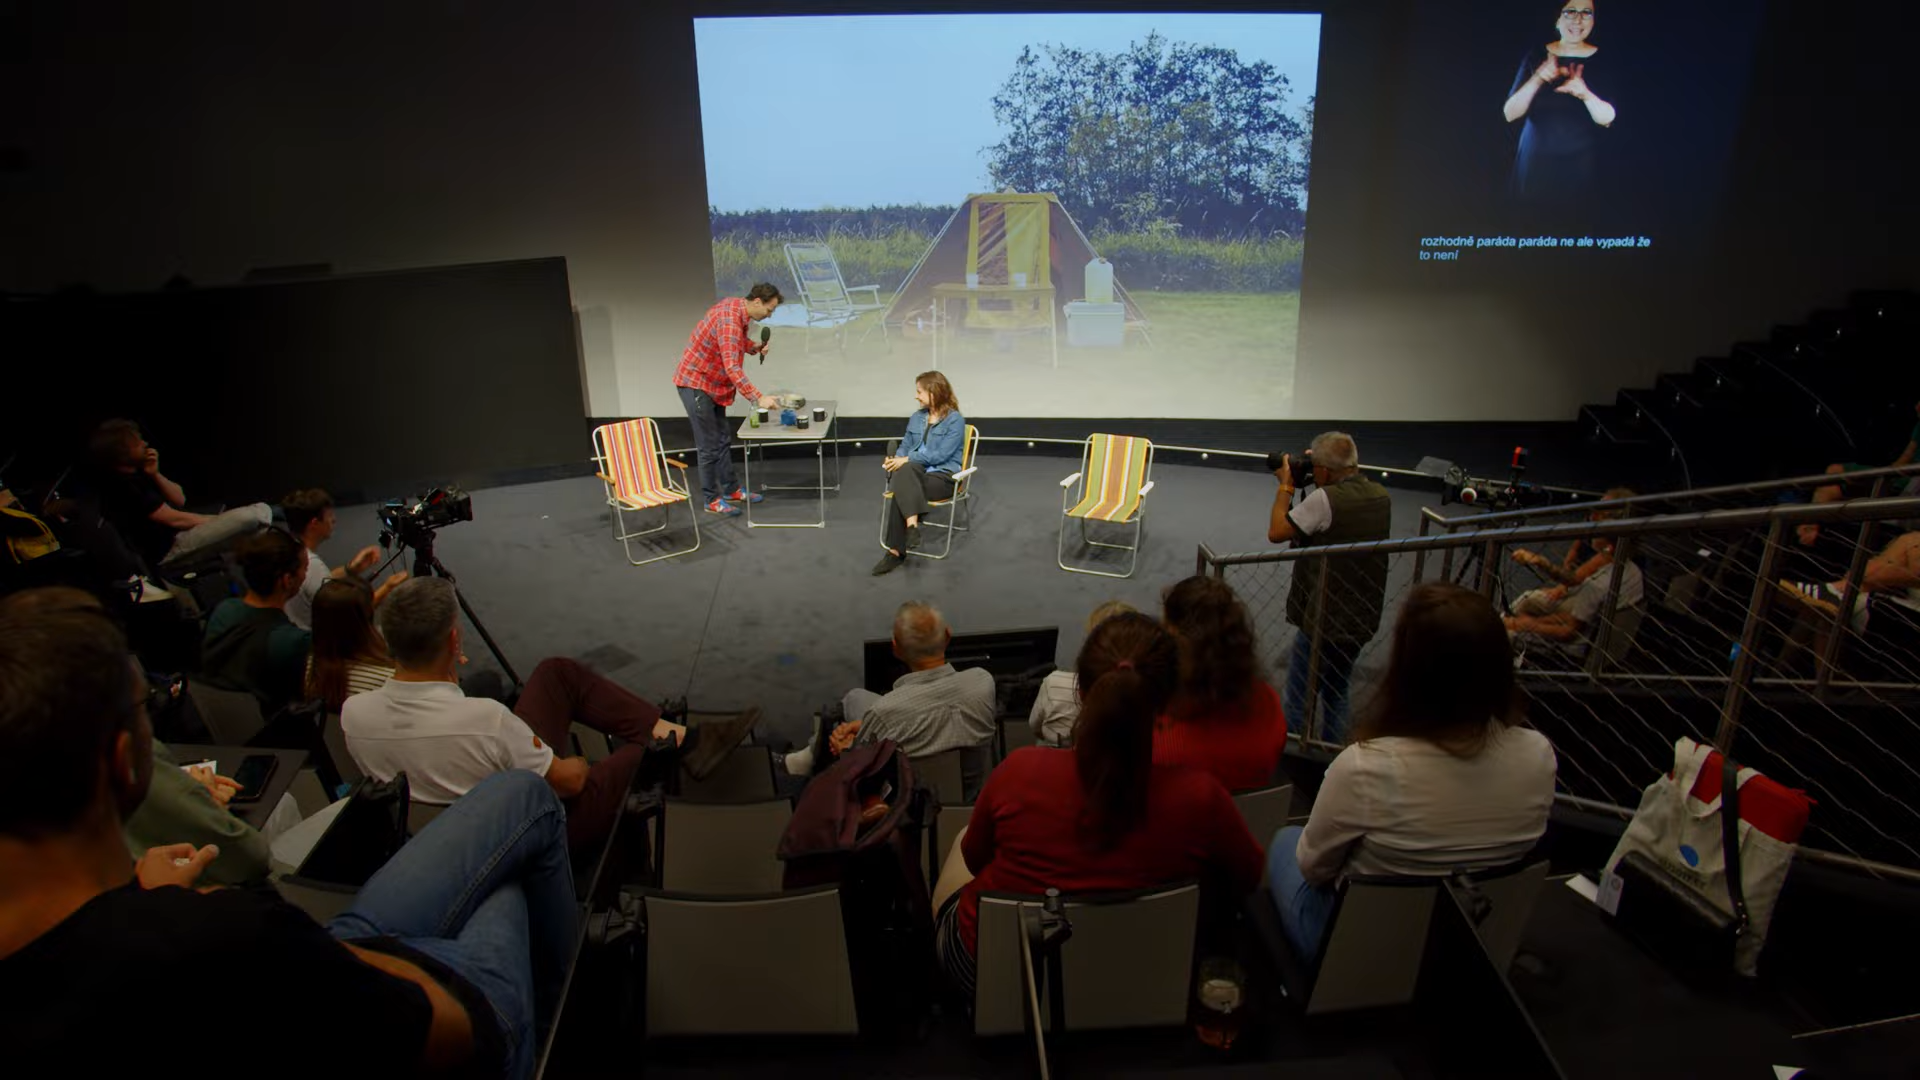 rozhodně paráda paráda ne ale vypadá že
to není